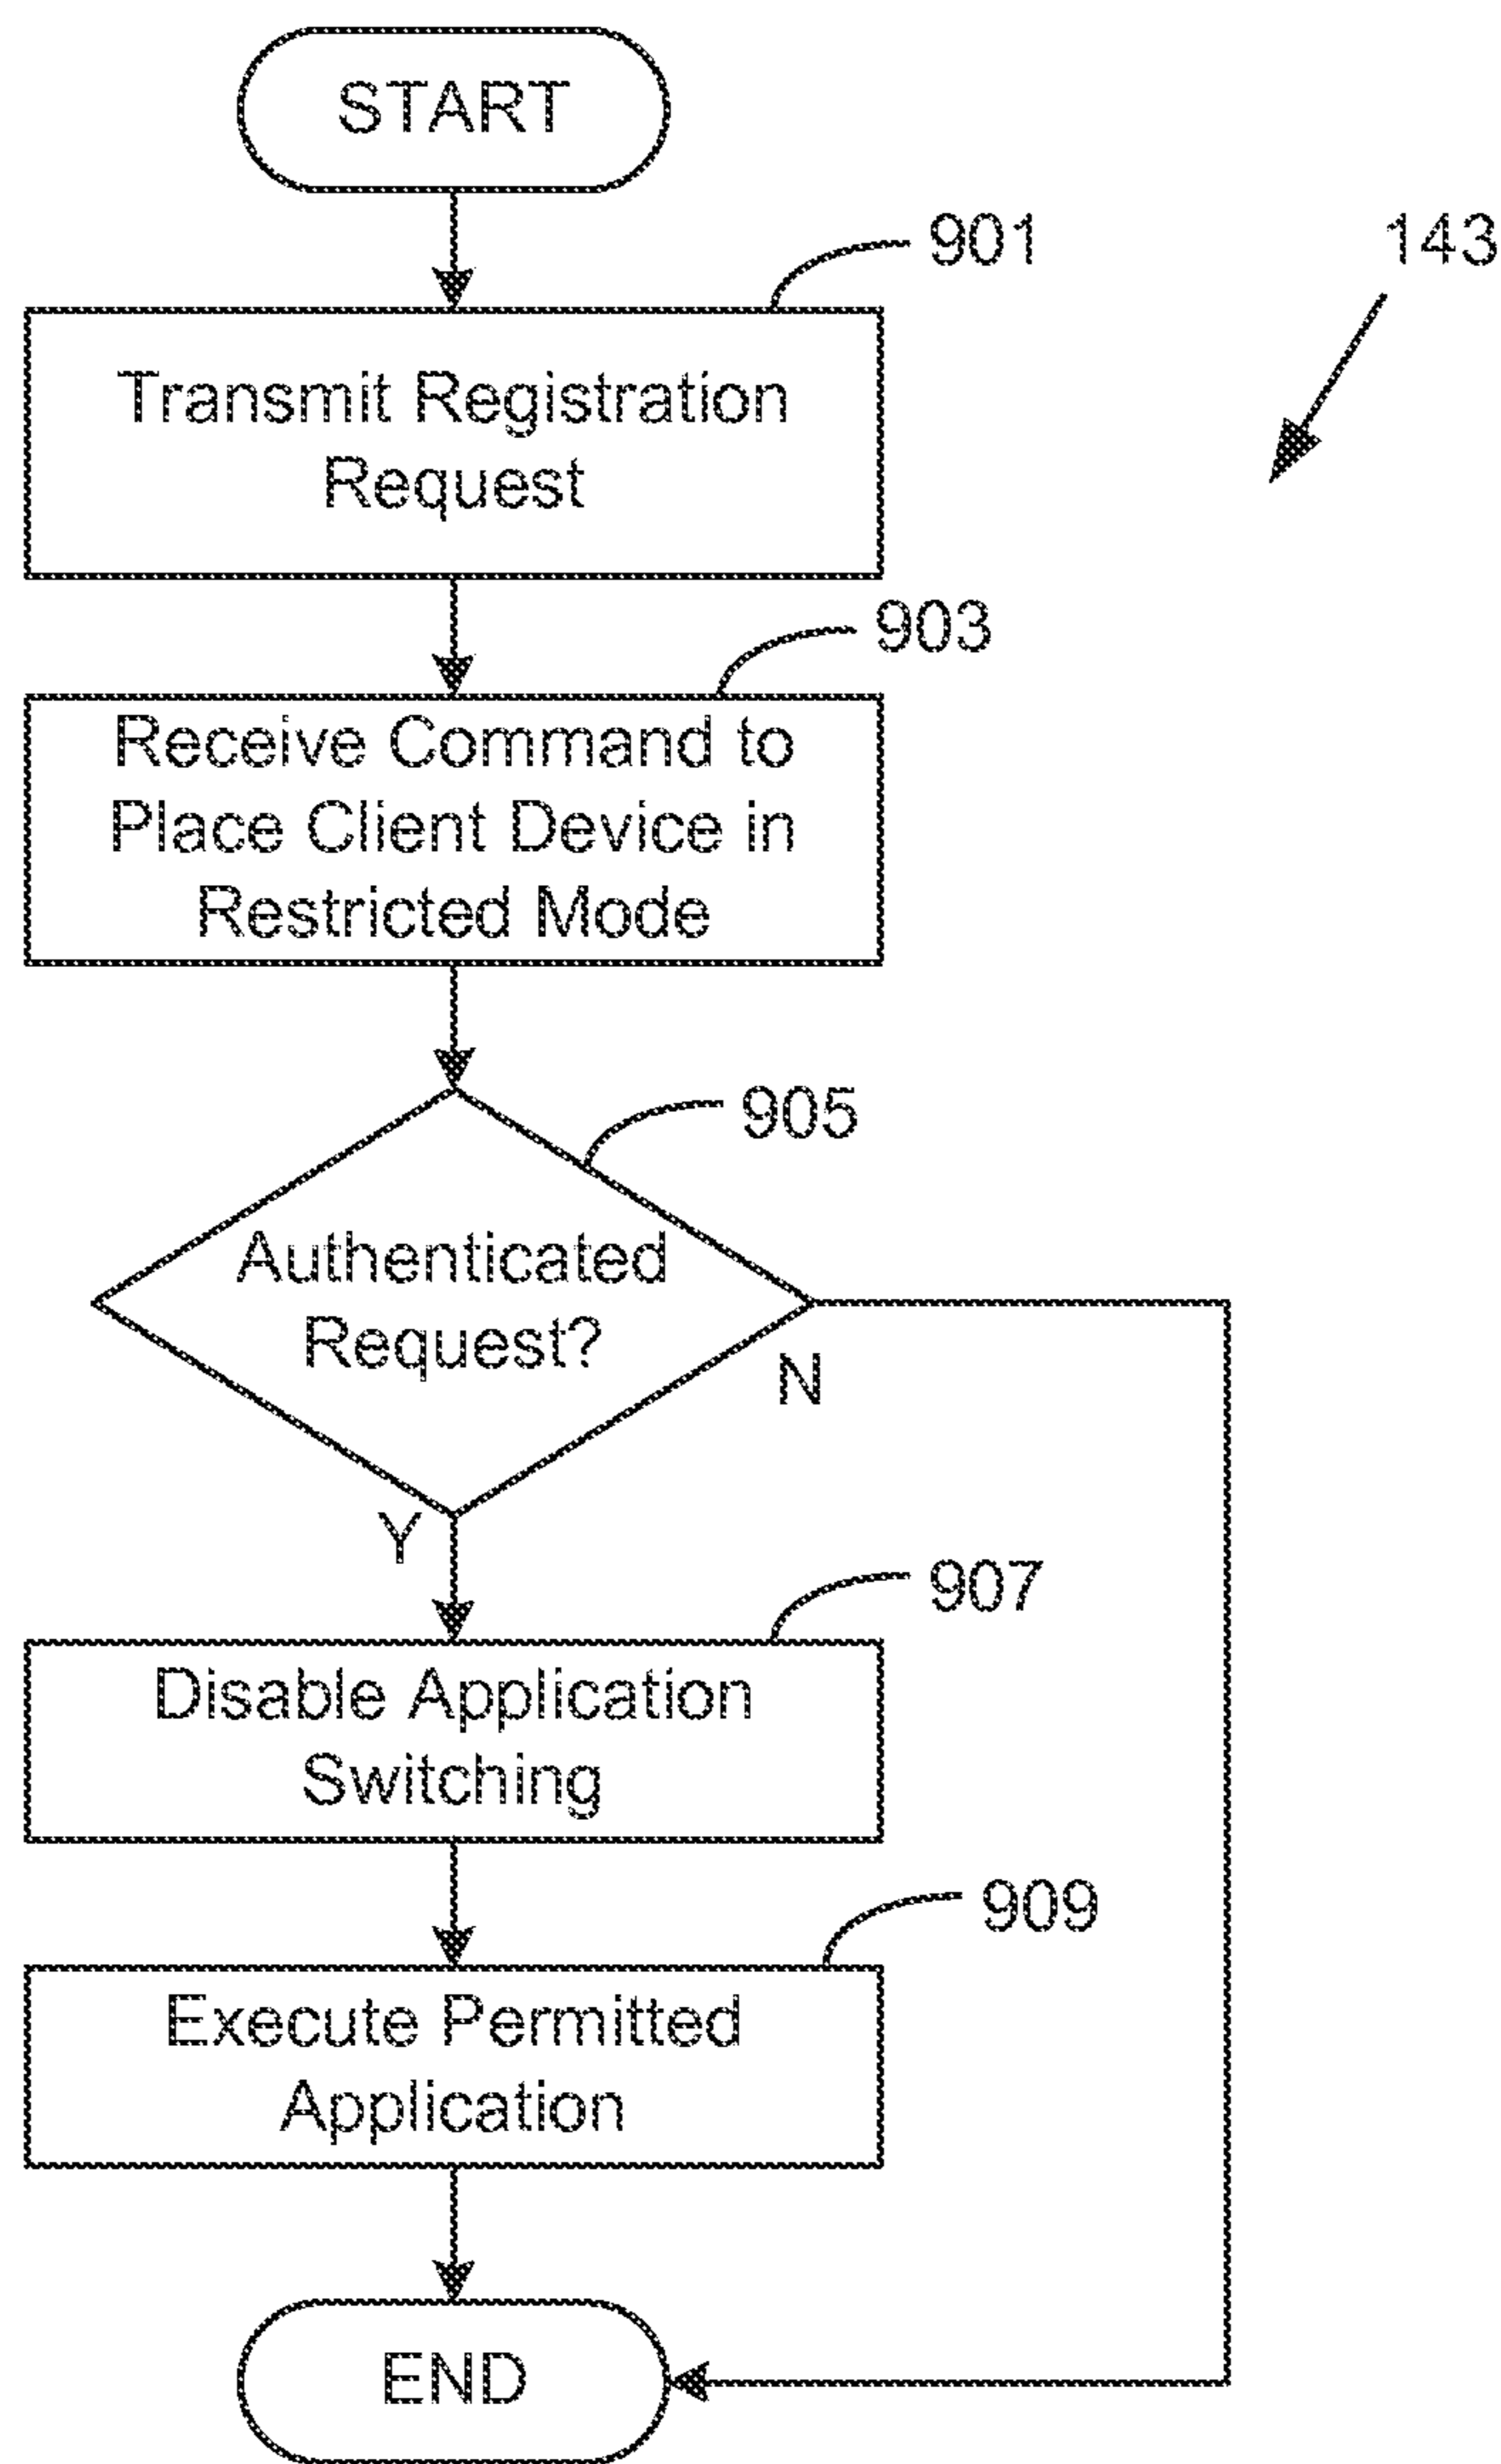 START
901
143
Transmit Registration
Request
903
Receive Command to
Place Client Device in
Restricted Mode
905
Authenticated
Request?
N
Y
907
Disable Application
Switching
909
Execute Permitted
Application
END